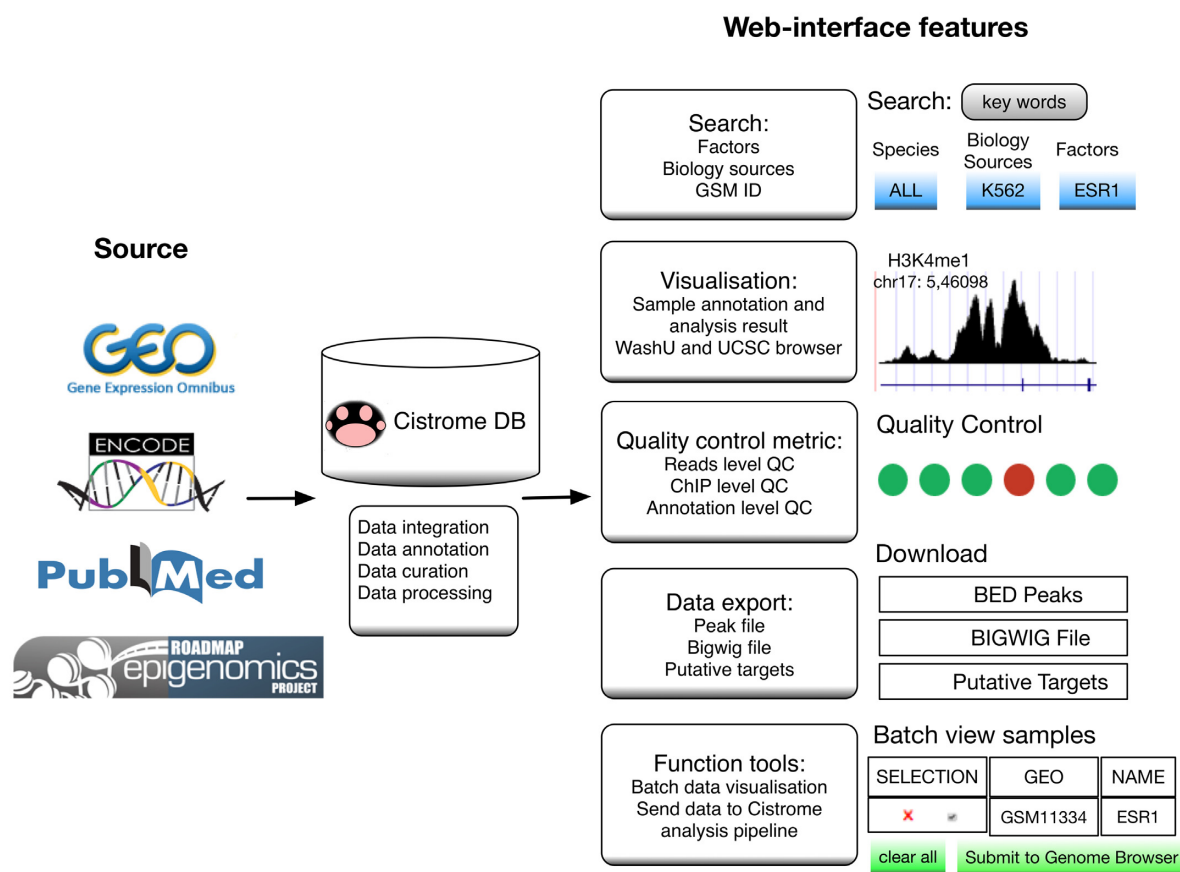 Web-interface features
Source
GEO
Gene Expression Omnibus
ENCODE
PubMed
ROADMAP
epigenomics
PROJECT
Cistrome DB
Data integration
Data annotation
Data curation
Data processing
Search:
Factors
Biology sources
GSM ID
Search: key words
Species Biology Sources Factors
ALL K562 ESR1
Visualisation:
Sample annotation and
analysis result
WashU and UCSC browser
H3K4me1
chr17: 5,46098
Quality control metric:
Reads level QC
ChIP level QC
Annotation level QC
Quality Control
Data export:
Peak file
Bigwig file
Putative targets
Download
BED Peaks
BIGWIG File
Putative Targets
Function tools:
Batch data visualisation
Send data to Cistrome
analysis pipeline
Batch view samples
SELECTION GEO NAME
GSM11334 ESR1
clear all Submit to Genome Browser